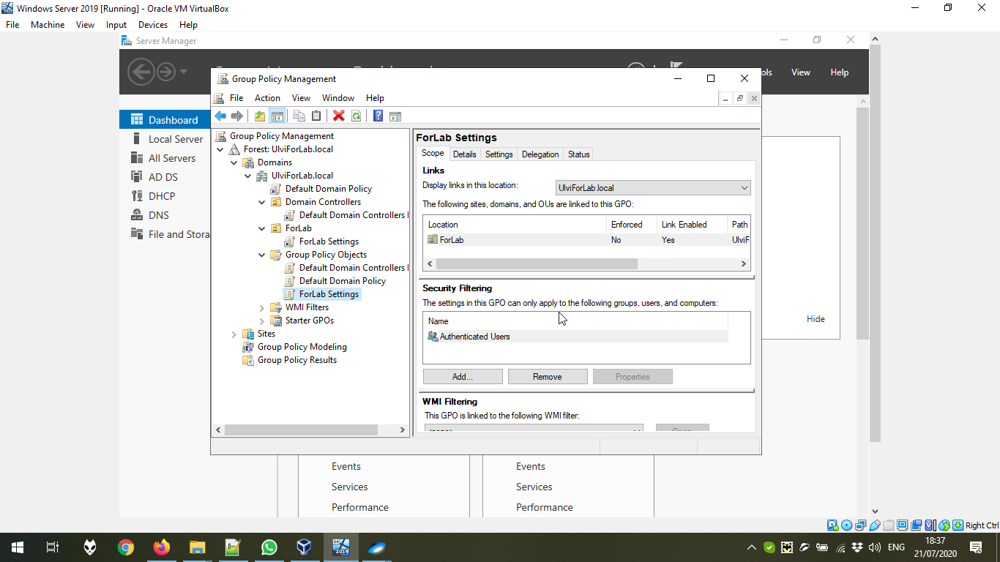 Windows Server 2019 [Running] - Oracle VM VirtualBox
File Machine View Input Devices Help
Server Manager
View Help
Group Policy Management
File Action View Window Help
Dashboard
Local Server
All Servers
AD DS
DHCP
DNS
File and Stora
Group Policy Management
Forest: UlviForLab.local
Domains
UlviForLab.local
Default Domain Policy
Domain Controllers
Default Domain Controllers
ForLab
ForLab Settings
Group Policy Objects
Default Domain Controllers
Default Domain Policy
ForLab Settings
WMI Filters
Starter GPOs
Sites
Group Policy Modeling
Group Policy Results
ForLab Settings
Scope Details Settings Delegation Status
Links
Display links in this location: UlviForLab.local
The following sites, domains, and OUs are linked to this GPO:
Location Enforced Link Enabled Path
ForLab No Yes UlviF
Security Filtering
The settings in this GPO can only apply to the following groups, users, and computers:
Name
Authenticated Users
Add... Remove Properties
WMI Filtering
This GPO is linked to the following WMI filter:
Hide
Events Events
Services Services
Performance Performance
Right Ctrl
2019
ENG
18:37
21/07/2020